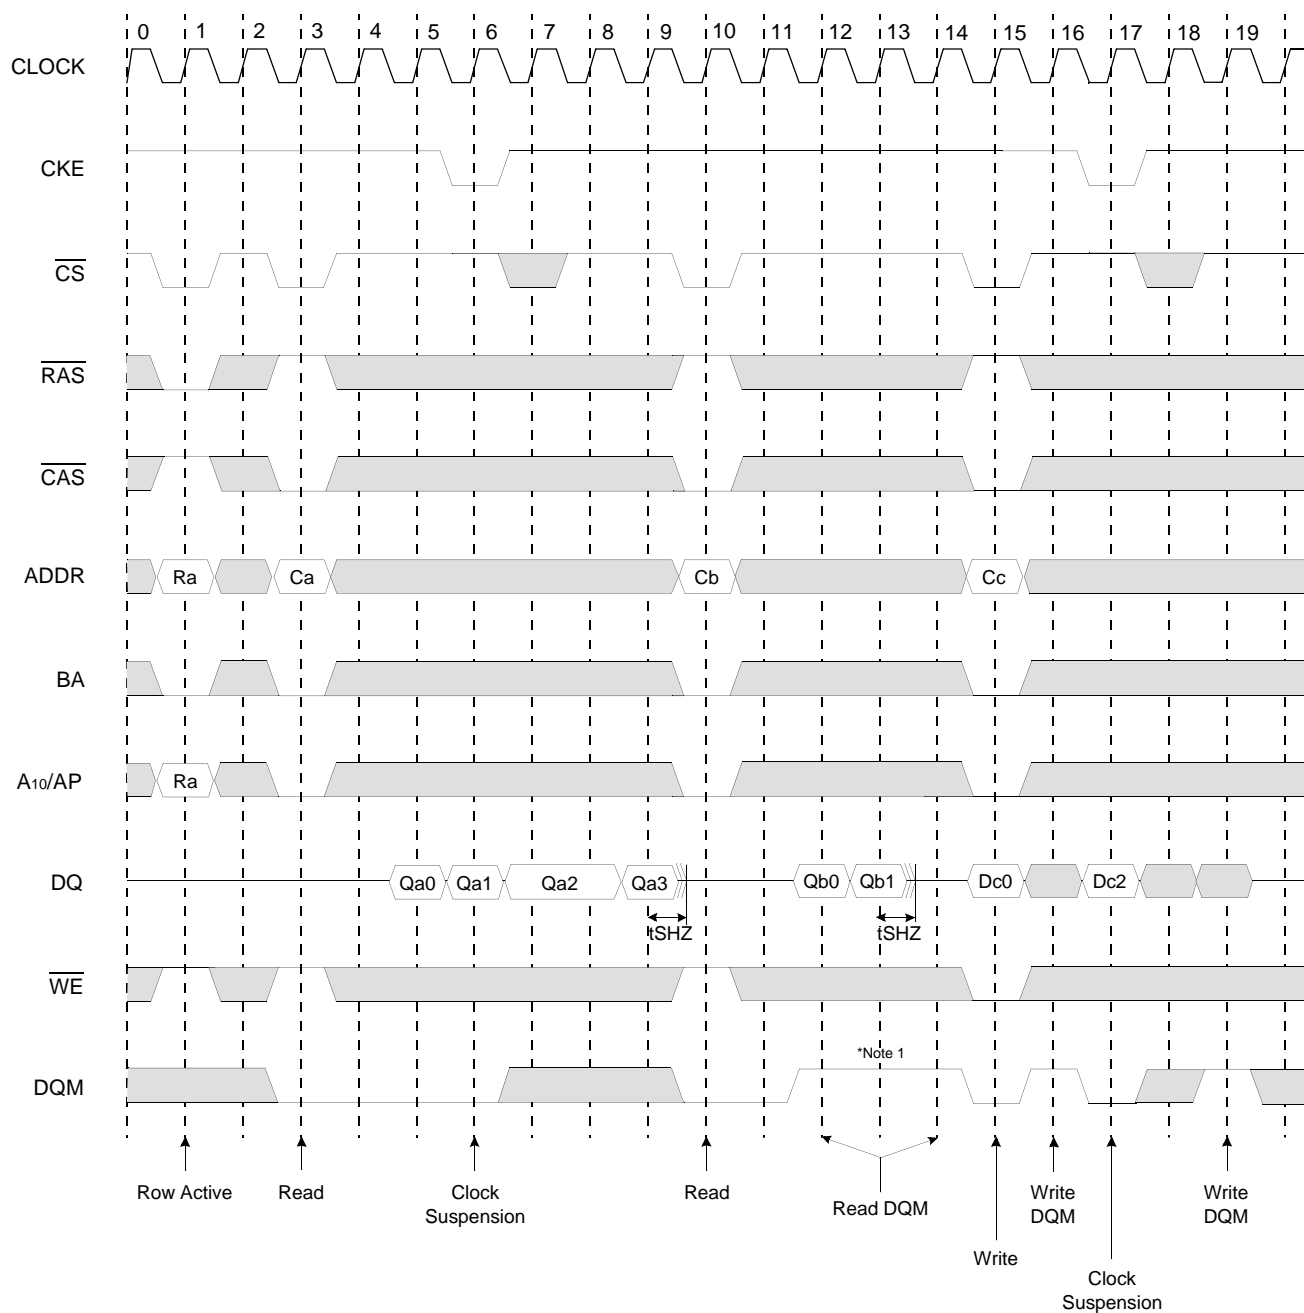 0 1 2 3 4 5 6 7 8 9 10 11 12 13 14 15 16 17 18 19
CLOCK
CKE
CS
RAS
CAS
ADDR Ra Ca Cb Cc
BA
A10/AP Ra
DQ Qa0 Qa1 Qa2 Qa3 Qb0 Qb1 Dc0 Dc2
tSHZ tSHZ
WE
*Note 1
DQM
Row Active
Read
Clock
Suspension
Read
Read DQM
Write
DQM
Write
DQM
Write
Clock
Suspension